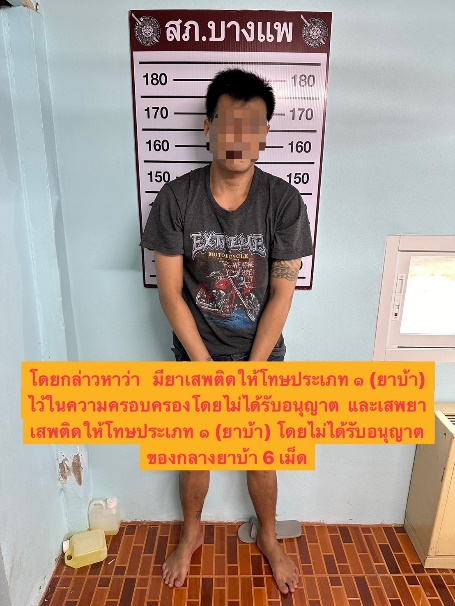 สภ.บางแพ
180 180
170 170
160 160
150 150
EXTREME
MOTORCYCLE
โดยกล่าวหาว่า มียาเสพติดให้โทษประเภท ๑ (ยาบ้า)
ไว้ในความครอบครองโดยไม่ได้รับอนุญาต และเสพยา
เสพติดให้โทษประเภท ๑ (ยาบ้า) โดยไม่ได้รับอนุญาต
ของกลางยาบ้า 6 เม็ด